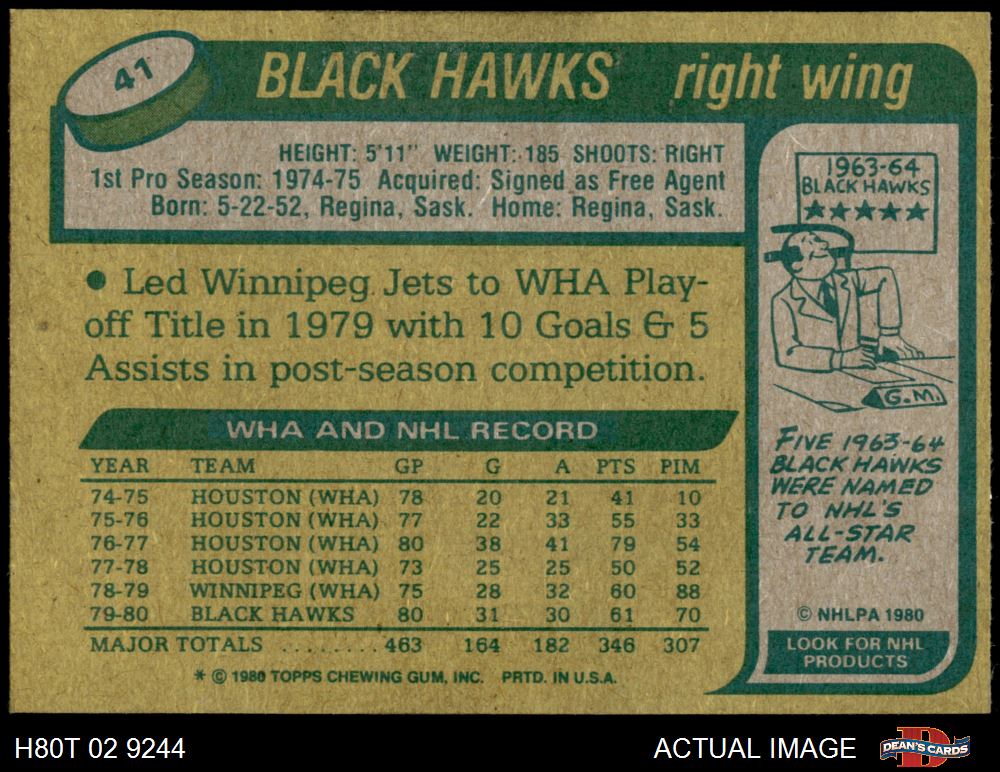 41
BLACK HAWKS right wing
HEIGHT: 5'11" WEIGHT: 185 SHOOTS: RIGHT
1st Pro Season: 1974-75 Acquired: Signed as Free Agent
Born: 5-22-52, Regina, Sask. Home: Regina, Sask.
● Led Winnipeg Jets to WHA Play-
off Title in 1979 with 10 Goals & 5
Assists in post-season competition.
WHA AND NHL RECORD
YEAR TEAM GP G A PTS PIM
74-75 HOUSTON (WHA) 78 20 21 41 10
75-76 HOUSTON (WHA) 77 22 33 55 33
76-77 HOUSTON (WHA) 80 38 41 79 54
77-78 HOUSTON (WHA) 73 25 25 50 52
78-79 WINNIPEG (WHA) 75 28 32 60 88
79-80 BLACK HAWKS 80 31 30 61 70
MAJOR TOTALS ......... 463 164 182 346 307
* © 1980 TOPPS CHEWING GUM, INC. PRTD. IN U.S.A.
1963-64
BLACK HAWKS
★★★★★
G.M.
FIVE 1963-64
BLACK HAWKS
WERE NAMED
TO NHL'S
ALL-STAR
TEAM.
© NHLPA 1980
LOOK FOR NHL
PRODUCTS
H80T 02 9244
ACTUAL IMAGE
D
DEAN'S CARDS